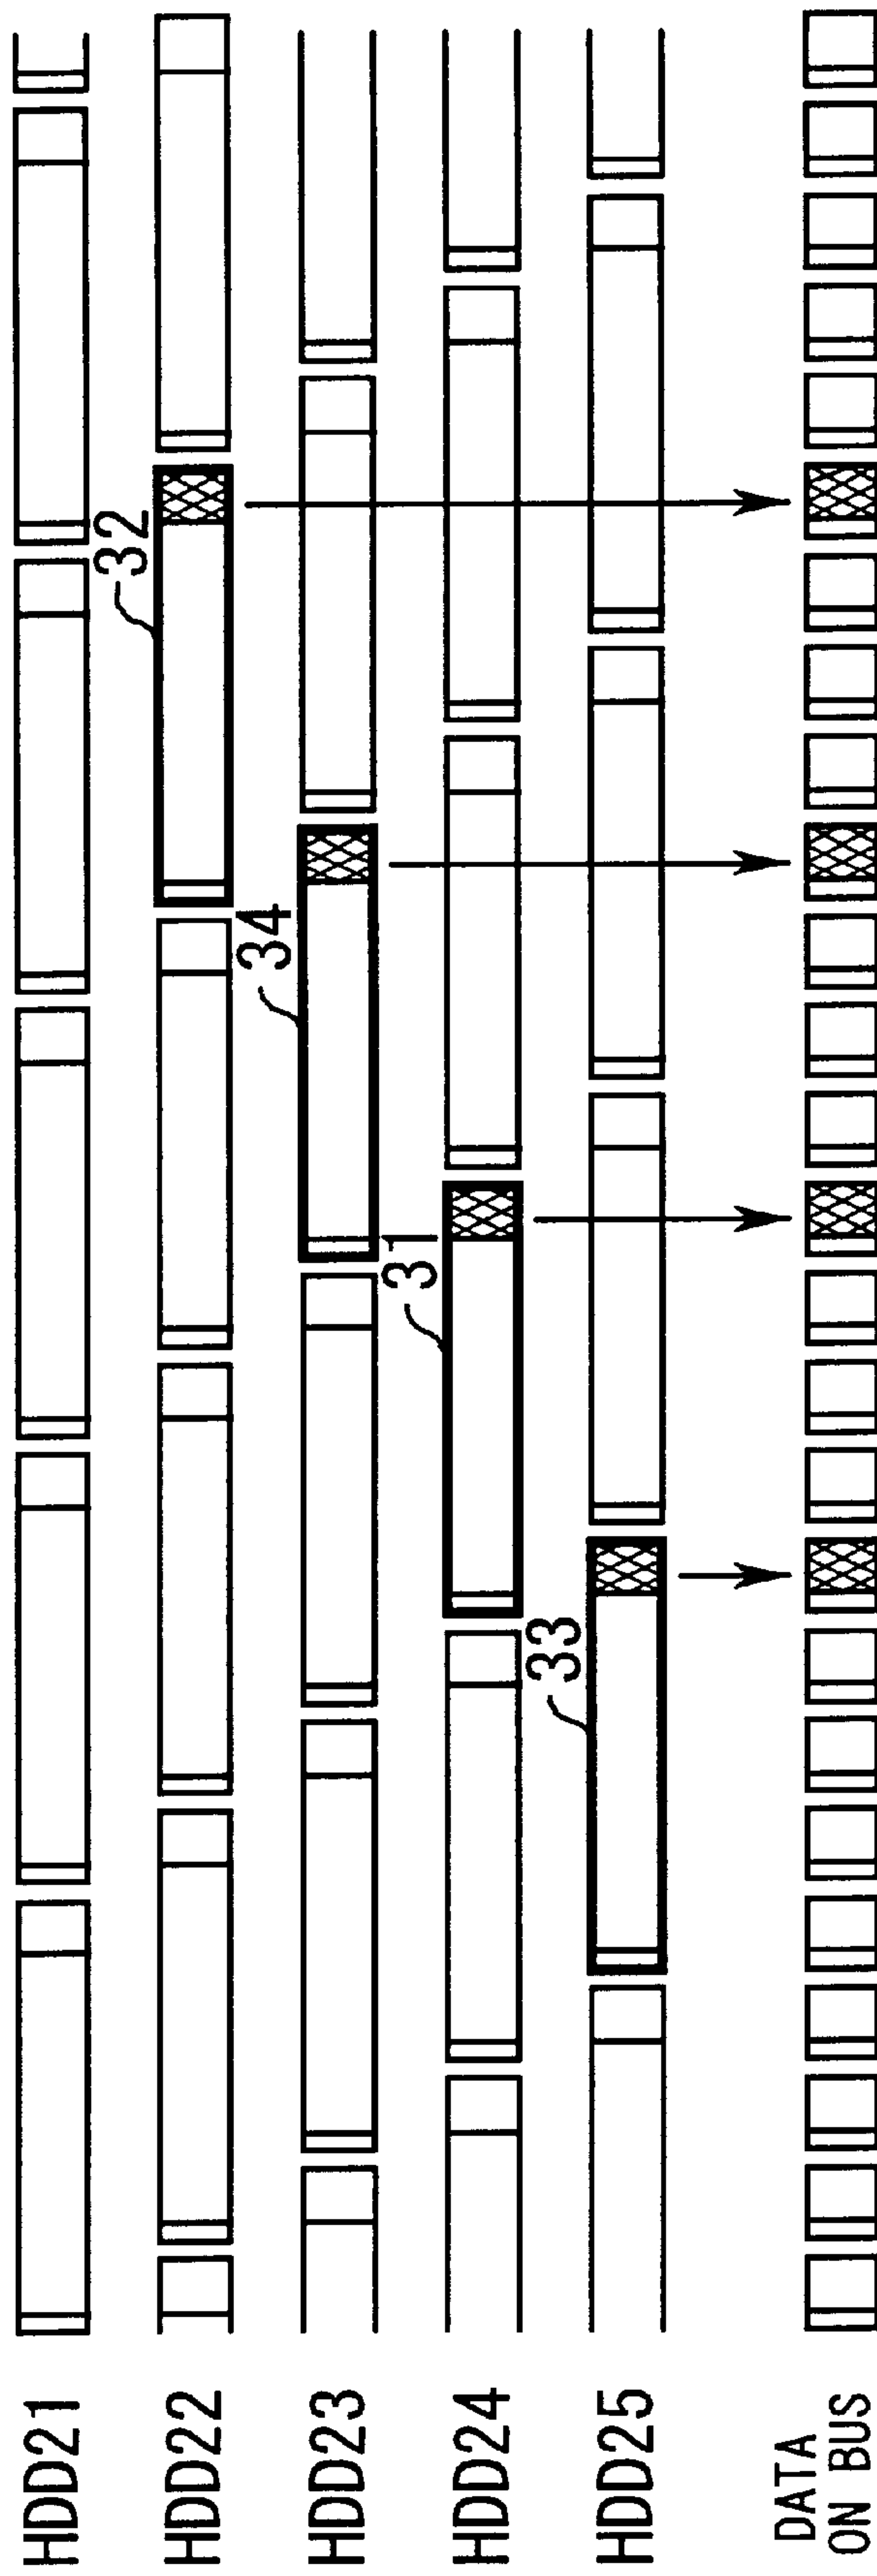 HDD21
HDD22
32
HDD23
34
HDD24
31
HDD25
33
DATA
ON BUS